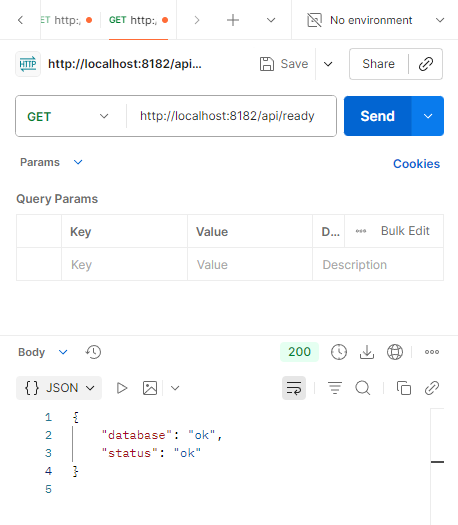 ET http:, GET http:, No environment
HTTP http://localhost:8182/api... Save Share
GET http://localhost:8182/api/ready Send
Params Cookies
Query Params
Key Value D... Bulk Edit
Key Value Description
Body 200
{} JSON
1 {
2 "database": "ok",
3 "status": "ok"
4 }
5